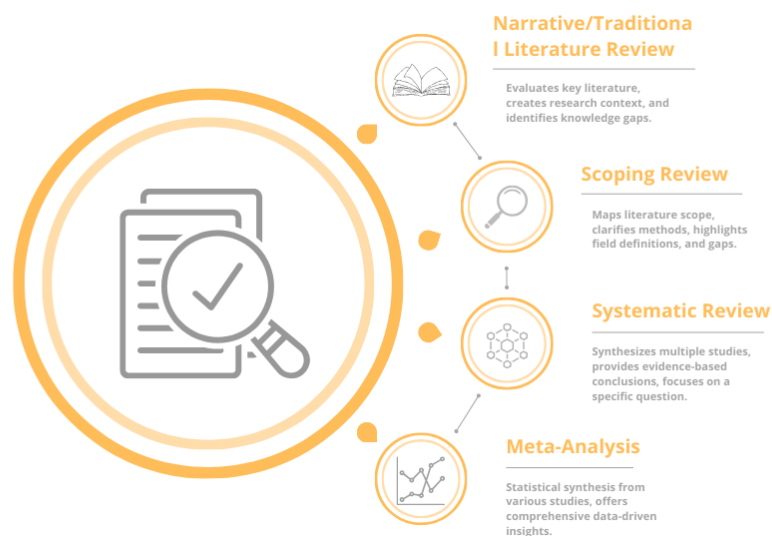 Narrative/Traditiona
l Literature Review
Evaluates key literature,
creates research context, and
identifies knowledge gaps.
Scoping Review
Maps literature scope,
clarifies methods, highlights
field definitions, and gaps.
Systematic Review
Synthesizes multiple studies,
provides evidence-based
conclusions, focuses on a
specific question.
Meta-Analysis
Statistical synthesis from
various studies, offers
comprehensive data-driven
insights.